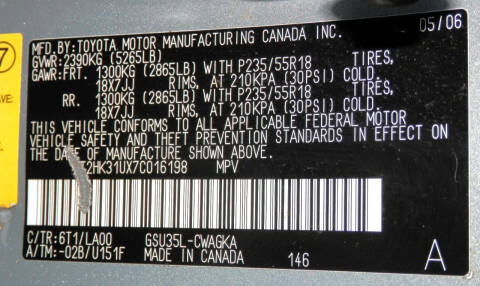 MFD.BY:TOYOTA MOTOR MANUFACTURING CANADA INC. 05/06
GVWR:2390KG (5265LB)
GAWR:FRT. 1300KG (2865LB) WITH P235/55R18 TIRES,
18X7JJ RIMS, AT 210KPA (30PSI) COLD.
RR. 1300KG (2865LB) WITH P235/55R18 TIRES,
18X7JJ RIMS, AT 210KPA (30PSI) COLD.
THIS VEHICLE CONFORMS TO ALL APPLICABLE FEDERAL MOTOR
VEHICLE SAFETY AND THEFT PREVENTION STANDARDS IN EFFECT ON
THE DATE OF MANUFACTURE SHOWN ABOVE.
2HK31UX7C016198 MPV
C/TR:6T1/LA00 GSU35L-CWAGKA
A/TM:-02B/U151F MADE IN CANADA 146 A
7
AVE: